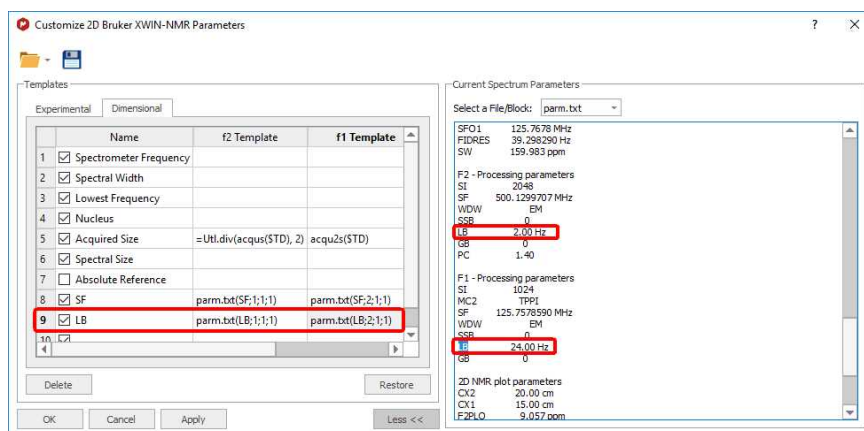 Customize 2D Bruker XWIN-NMR Parameters ? X
Templates
Experimental Dimensional
Name f2 Template f1 Template
1 Spectrometer Frequency
2 Spectral Width
3 Lowest Frequency
4 Nucleus
5 Acquired Size =Utl.div(acqus($TD), 2) acqu2s($TD)
6 Spectral Size
7 Absolute Reference
8 SF parm.txt(SF;1;1;1) parm.txt(SF;2;1;1)
9 LB parm.txt(LB;1;1;1) parm.txt(LB;2;1;1)
10
Delete Restore
OK Cancel Apply Less <<
Current Spectrum Parameters
Select a File/Block: parm.txt
SFO1 125.7678 MHz
FIDRES 39.298290 Hz
SW 159.983 ppm
F2 - Processing parameters
SI 2048
SF 500.1299707 MHz
WDW EM
SSB 0
LB 2.00 Hz
GB 0
PC 1.40
F1 - Processing parameters
SI 1024
MC2 TPPI
SF 125.7578590 MHz
WDW EM
SSB 0
LB 24.00 Hz
GB 0
2D NMR plot parameters
CX2 20.00 cm
CX1 15.00 cm
F2PLO 9.057 ppm